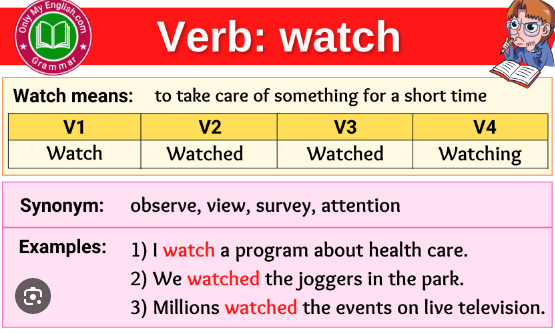 Only My English.com
Grammar
Verb: watch
Watch means: to take care of something for a short time
V1 V2 V3 V4
Watch Watched Watched Watching
Synonym: observe, view, survey, attention
Examples: 1) I watch a program about health care.
2) We watched the joggers in the park.
3) Millions watched the events on live television.